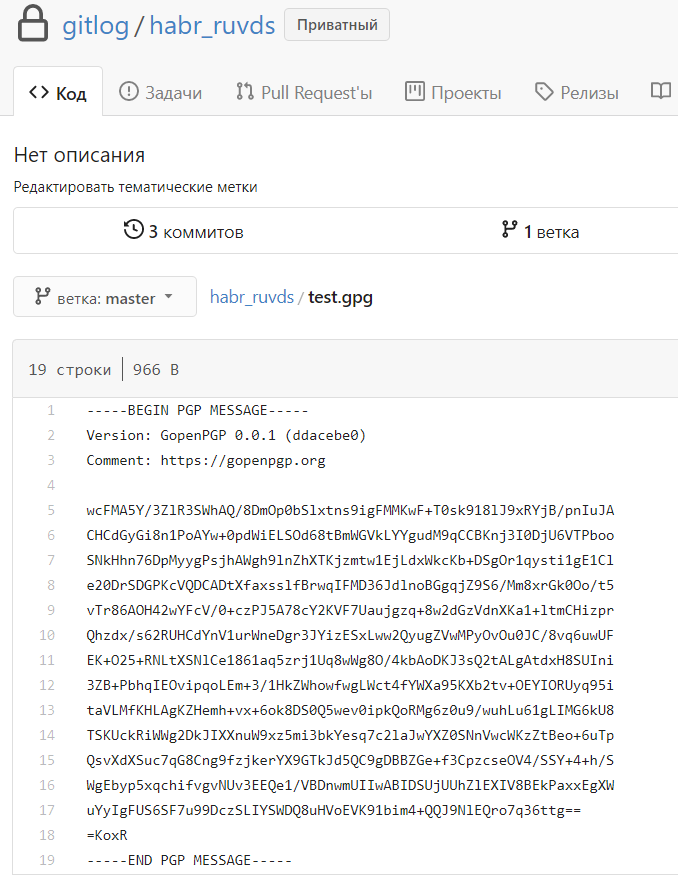 gitlog / habr_ruvds Приватный
Код Задачи Pull Request'ы Проекты Релизы
Нет описания
Редактировать тематические метки
3 коммитов 1 ветка
ветка: master habr_ruvds / test.gpg
19 строки 966 B
1 -----BEGIN PGP MESSAGE-----
2 Version: GopenPGP 0.0.1 (ddacebe0)
3 Comment: https://gopenpgp.org
4
5 wcFMA5Y/3ZlR3SWhAQ/8DmOp0bSlxtns9igFMMKwF+T0sk918lJ9xRYjB/pnIuJA
6 CHCdGyGi8n1PoAYw+0pdWiELSOd68tBmWGVkLYYgudM9qCCBKnj3I0DjU6VTPboo
7 SNkHhn76DpMyygPsjhAWgh9lnZhXTKjzmtw1EjLdxWkcKb+DSgOr1qysti1gE1Cl
8 e20DrSDGPKcVQDCADtXfaxsslfBrwqIFMD36JdlnoBGgqjZ9S6/Mm8xrGk0Oo/t5
9 vTr86AOH42wYFcV/0+czPJ5A78cY2KVF7Uaujgzq+8w2dGzVdnXKa1+ltmCHizpr
10 Qhzdx/s62RUHCdYnV1urWneDgr3JYizESxLww2QyugZVwMPyOvOu0JC/8vq6uwUF
11 EK+O25+RNLtXSNlCe1861aq5zrj1Uq8wWg8O/4kbAoDKJ3sQ2tALgAtdxH8SUIni
12 3ZB+PbhqIEOvipqoLEm+3/1HkZWhowfwgLWct4fYWXa95KXb2tv+OEYIORUyq95i
13 taVLMfKHLAgKZHemh+vx+6ok8DS0Q5wev0ipkQoRMg6z0u9/wuhLu61gLIMG6kU8
14 TSKUckRiWWg2DkJIXXnuW9xz5mi3bkYesq7c2laJwYXZ0SNnVwcWKzZtBeo+6uTp
15 QsvXdXSuc7qG8Cng9fzjkerYX9GTkJd5QC9gDBBZGe+f3CpzcseOV4/SSY+4+h/S
16 WgEbyp5xqchifvgvNUv3EEQe1/VBDnwmUIIwABIDSUjUUhZlEXIV8BEkPaxxEgXW
17 uYyIgFUS6SF7u99DczSLIYSWDQ8uHVoEVK91bim4+QQJ9NlEQro7q36ttg==
18 =KoxR
19 -----END PGP MESSAGE-----